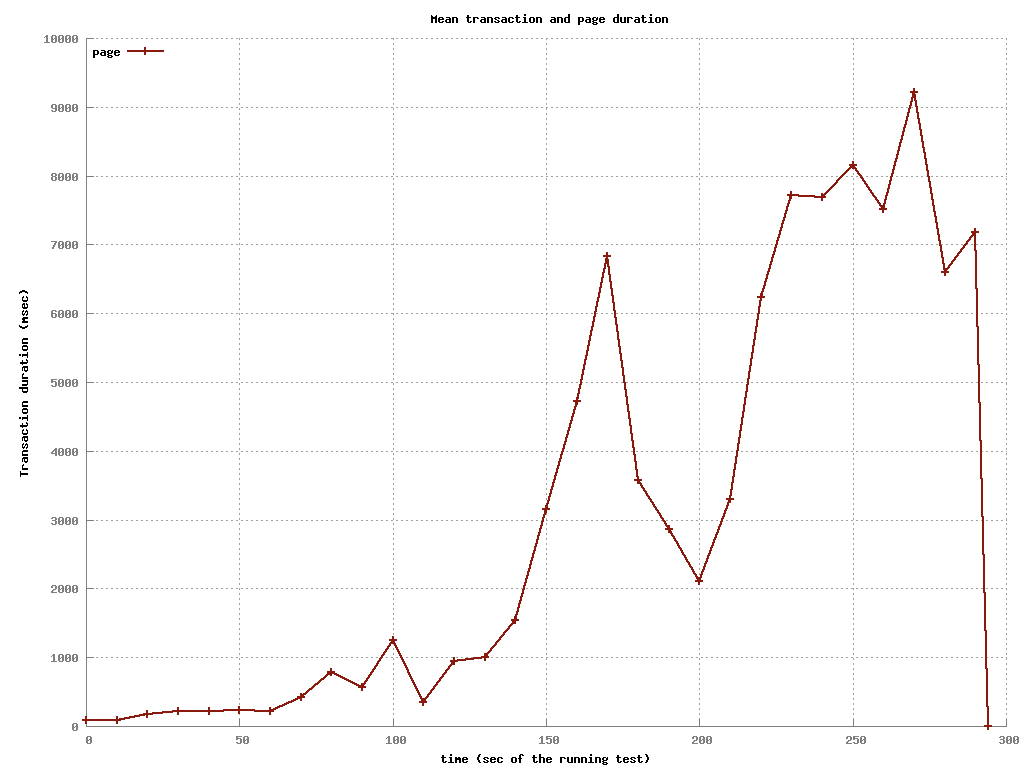 Mean transaction and page duration
page
10000
9000
8000
7000
6000
5000
4000
3000
2000
1000
0
Transaction duration (msec)
0 50 100 150 200 250 300
time (sec of the running test)